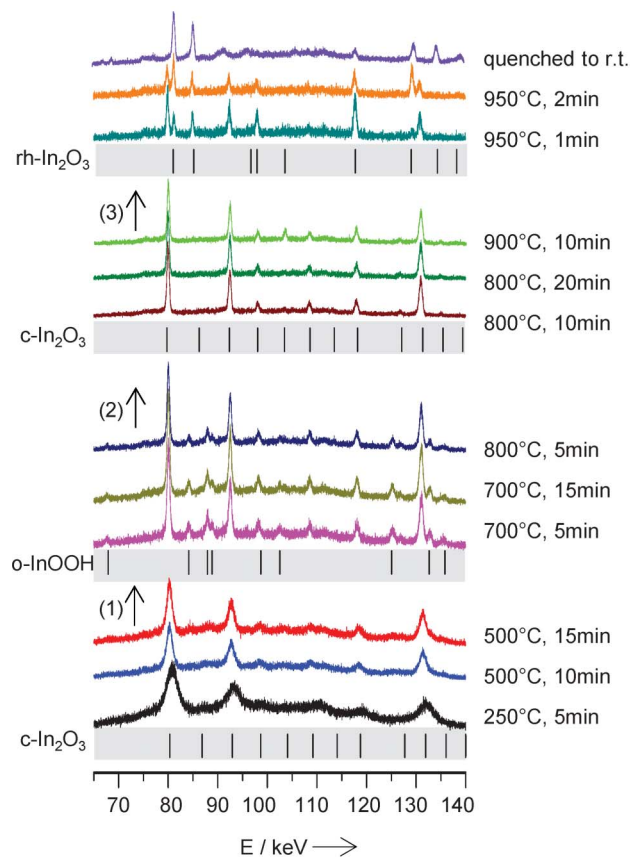 quenched to r.t.
950°C, 2min
950°C, 1min
rh-In₂O₃
(3)
900°C, 10min
800°C, 20min
800°C, 10min
c-In₂O₃
(2)
800°C, 5min
700°C, 15min
700°C, 5min
o-InOOH
(1)
500°C, 15min
500°C, 10min
250°C, 5min
c-In₂O₃
70 80 90 100 110 120 130 140
E / keV